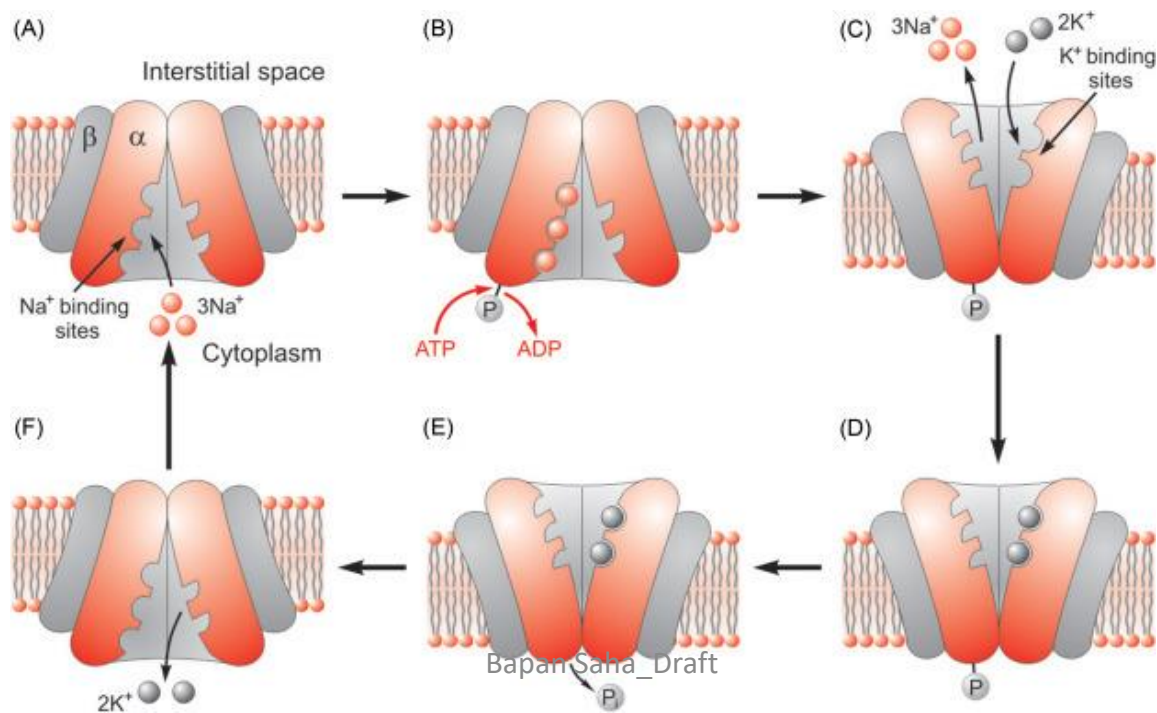 (A)
Interstitial space
β
α
Na⁺ binding
sites
3Na⁺
Cytoplasm
(B)
P
ATP
ADP
(C)
3Na⁺
2K⁺
K⁺ binding
sites
P
(D)
P
(E)
Pᵢ
(F)
2K⁺
Bapan Saha_Draft